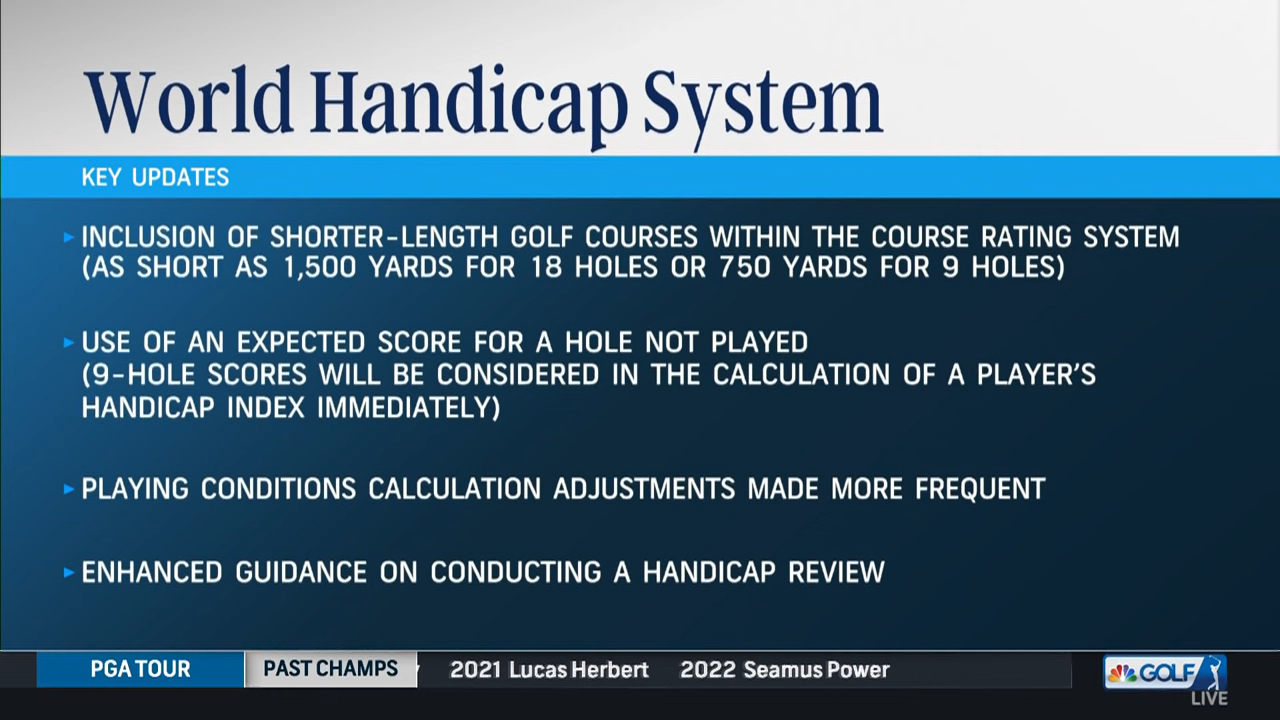 World Handicap System
KEY UPDATES
INCLUSION OF SHORTER-LENGTH GOLF COURSES WITHIN THE COURSE RATING SYSTEM
(AS SHORT AS 1,500 YARDS FOR 18 HOLES OR 750 YARDS FOR 9 HOLES)
USE OF AN EXPECTED SCORE FOR A HOLE NOT PLAYED
(9-HOLE SCORES WILL BE CONSIDERED IN THE CALCULATION OF A PLAYER'S
HANDICAP INDEX IMMEDIATELY)
PLAYING CONDITIONS CALCULATION ADJUSTMENTS MADE MORE FREQUENT
ENHANCED GUIDANCE ON CONDUCTING A HANDICAP REVIEW
PGA TOUR PAST CHAMPS 2021 Lucas Herbert 2022 Seamus Power GOLF
LIVE